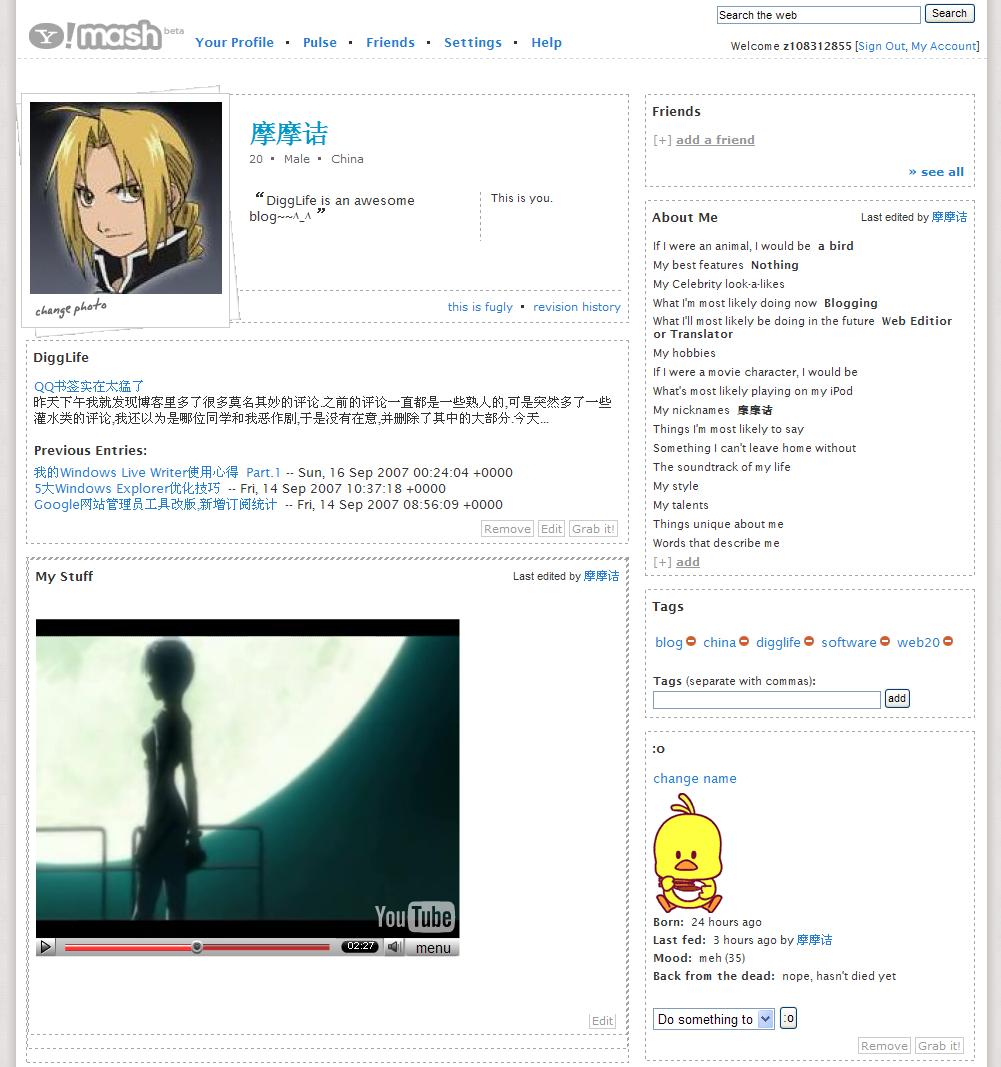 Y!mash beta
Your Profile • Pulse • Friends • Settings • Help
Search the web Search
Welcome z108312855 [Sign Out, My Account]
change photo
摩摩诘
20 • Male • China
“DiggLife is an awesome
blog~~^_^ ”
This is you.
this is fugly • revision history
DiggLife
QQ书签实在太猛了
昨天下午我就发现博客里多了很多莫名其妙的评论.之前的评论一直都是一些熟人的,可是突然多了一些
灌水类的评论,我还以为是哪位同学和我恶作剧,于是没有在意,并删除了其中的大部分.今天...
Previous Entries:
我的Windows Live Writer使用心得 Part.1 -- Sun, 16 Sep 2007 00:24:04 +0000
5大Windows Explorer优化技巧 -- Fri, 14 Sep 2007 10:37:18 +0000
Google网站管理员工具改版,新增订阅统计 -- Fri, 14 Sep 2007 08:56:09 +0000
Remove Edit Grab it!
My Stuff
Last edited by 摩摩诘
YouTube
02:27
menu
Edit
Friends
[+] add a friend
» see all
About Me
Last edited by 摩摩诘
If I were an animal, I would be a bird
My best features Nothing
My Celebrity look-a-likes
What I'm most likely doing now Blogging
What I'll most likely be doing in the future Web Editior
or Translator
My hobbies
If I were a movie character, I would be
What's most likely playing on my iPod
My nicknames 摩摩诘
Things I'm most likely to say
Something I can't leave home without
The soundtrack of my life
My style
My talents
Things unique about me
Words that describe me
[+] add
Tags
blog china digglife software web20
Tags (separate with commas):
add
:o
change name
Born: 24 hours ago
Last fed: 3 hours ago by 摩摩诘
Mood: meh (35)
Back from the dead: nope, hasn't died yet
Do something to :o
Remove Grab it!